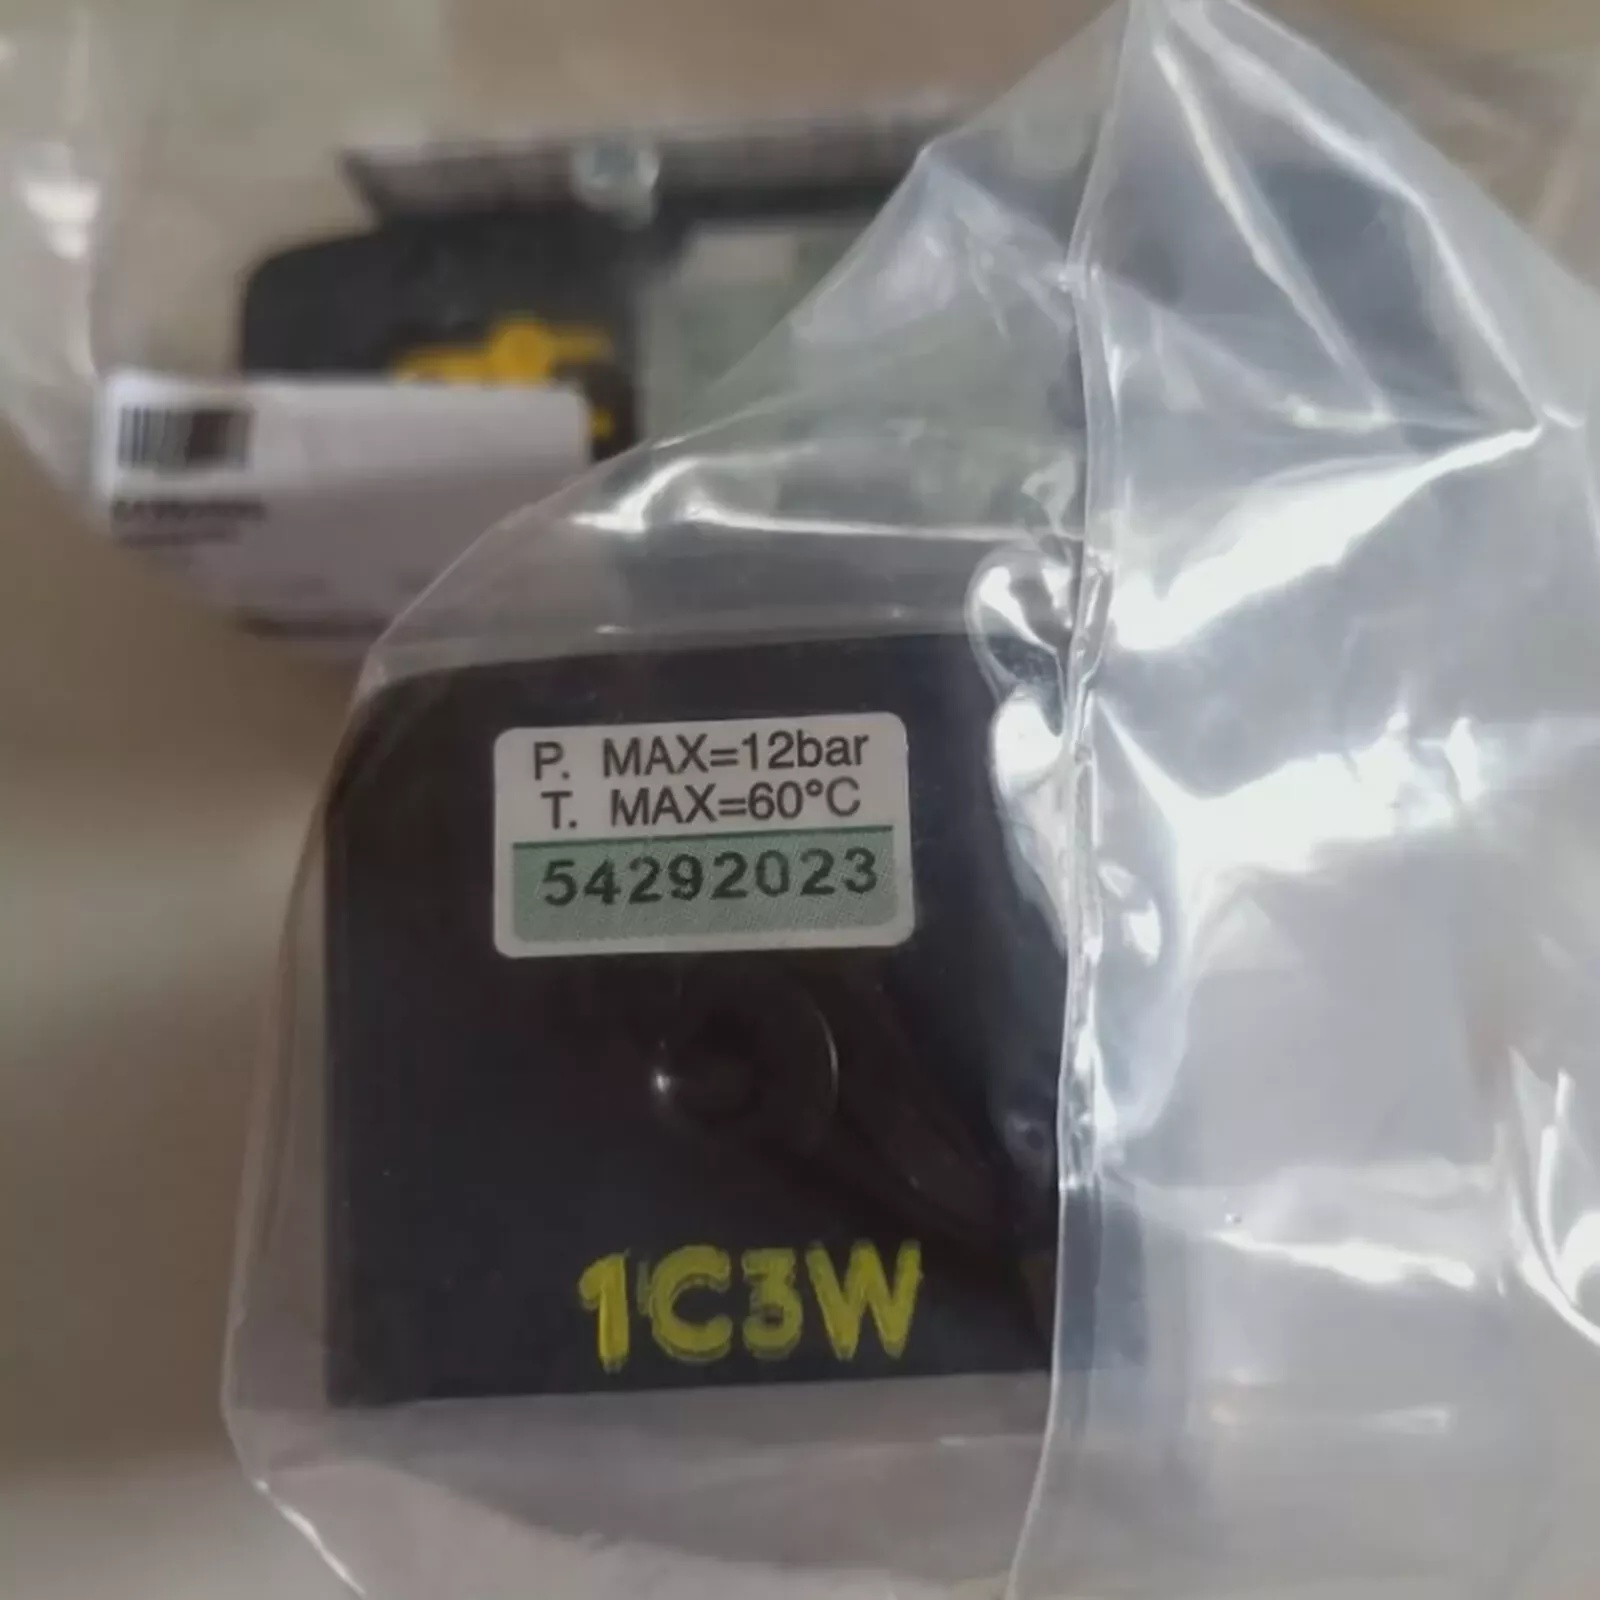 P. MAX=12bar
T. MAX=60°C
54292023
1C3W